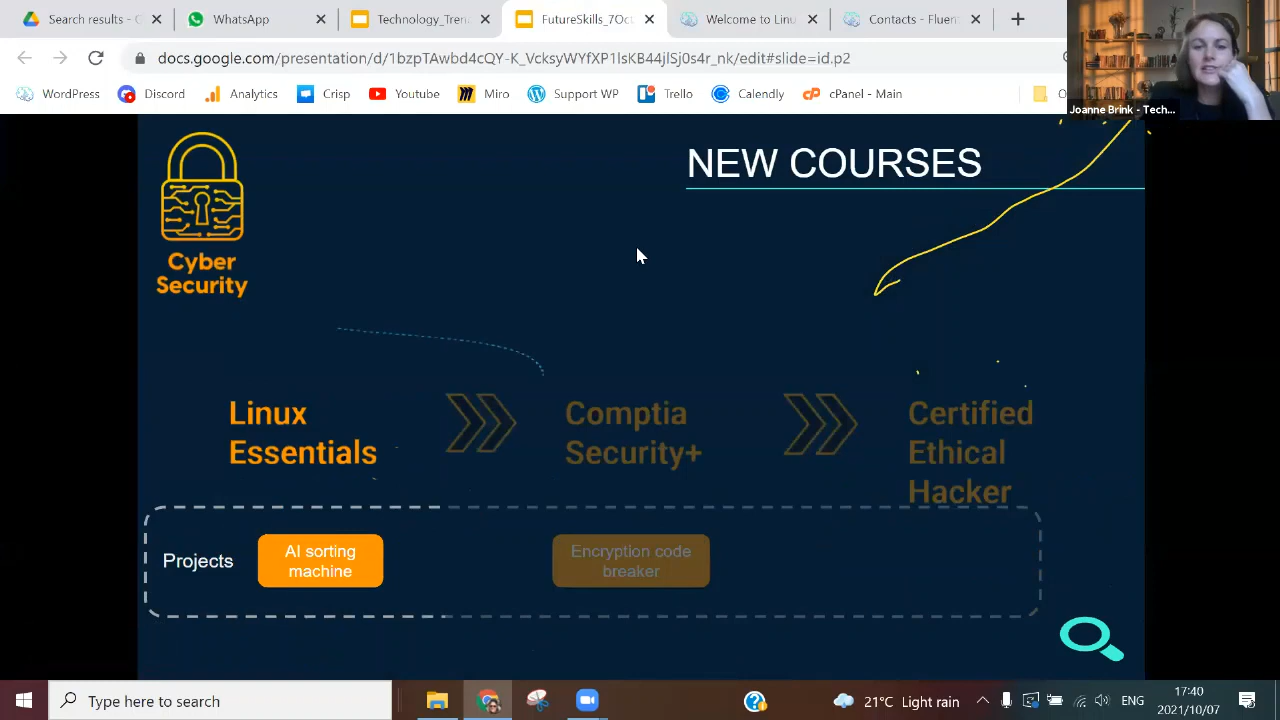 Search results - G
WhatsApp
Technology_Tren
FutureSkills_7Oct
Welcome to Linu
Contacts - Fluen
docs.google.com/presentation/d/1bzpTAwbd4cQY-K_VcksyWYfXP1lsKB44jlSj0s4r_nk/edit#slide=id.p2
WordPress
Discord
Analytics
Crisp
Youtube
Miro
Support WP
Trello
Calendly
cPanel - Main
Joanne Brink - Tech...
NEW COURSES
Cyber
Security
Linux
Essentials
Comptia
Security+
Certified
Ethical
Hacker
Projects
AI sorting
machine
Encryption code
breaker
Type here to search
21°C Light rain
ENG
17:40
2021/10/07